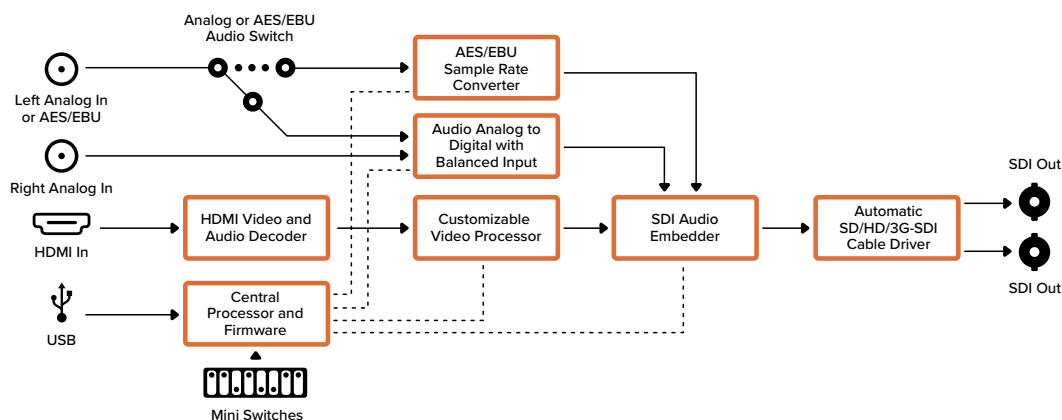 Analog or AES/EBU
Audio Switch
AES/EBU
Sample Rate
Converter
Left Analog In
or AES/EBU
Audio Analog to
Digital with
Balanced Input
Right Analog In
SDI Out
HDMI Video and
Audio Decoder
Customizable
Video Processor
SDI Audio
Embedder
Automatic
SD/HD/3G-SDI
Cable Driver
HDMI In
SDI Out
Central
Processor and
Firmware
USB
Mini Switches